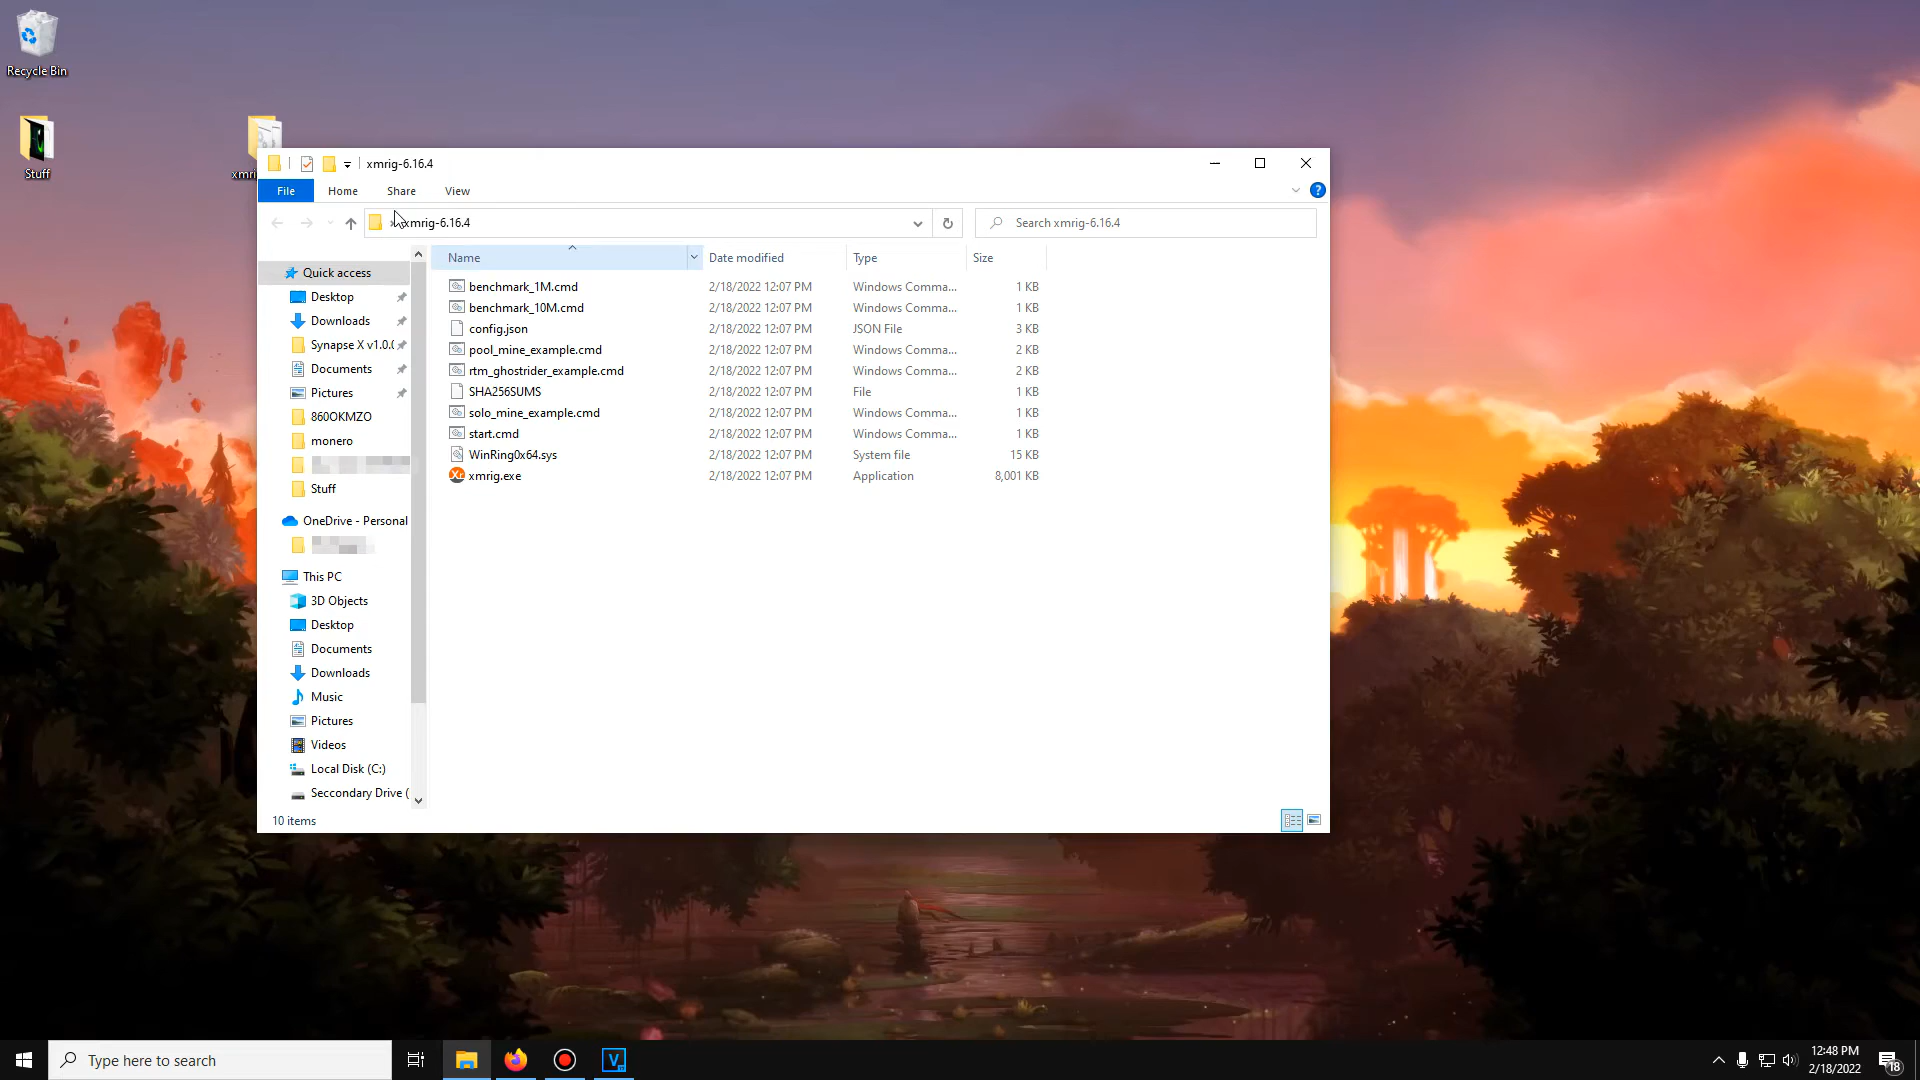 Recycle Bin
Stuff
xmri
xmrig-6.16.4
File Home Share View
xmrig-6.16.4
Search xmrig-6.16.4
Name Date modified Type Size
benchmark_1M.cmd 2/18/2022 12:07 PM Windows Comma... 1 KB
benchmark_10M.cmd 2/18/2022 12:07 PM Windows Comma... 1 KB
config.json 2/18/2022 12:07 PM JSON File 3 KB
pool_mine_example.cmd 2/18/2022 12:07 PM Windows Comma... 2 KB
rtm_ghostrider_example.cmd 2/18/2022 12:07 PM Windows Comma... 2 KB
SHA256SUMS 2/18/2022 12:07 PM File 1 KB
solo_mine_example.cmd 2/18/2022 12:07 PM Windows Comma... 1 KB
start.cmd 2/18/2022 12:07 PM Windows Comma... 1 KB
WinRing0x64.sys 2/18/2022 12:07 PM System file 15 KB
xmrig.exe 2/18/2022 12:07 PM Application 8,001 KB
Quick access
Desktop
Downloads
Synapse X v1.0.(
Documents
Pictures
860OKMZO
monero
Stuff
OneDrive - Personal
This PC
3D Objects
Desktop
Documents
Downloads
Music
Pictures
Videos
Local Disk (C:)
Seccondary Drive (
10 items
Type here to search
V
12:48 PM
2/18/2022
18